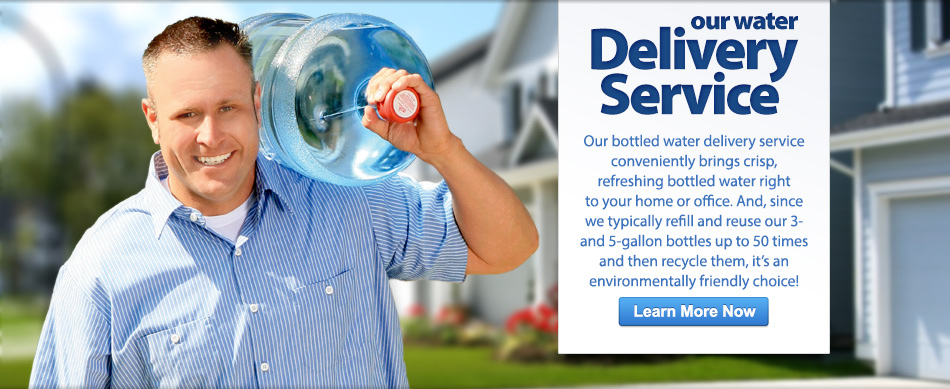 our water
Delivery
Service
Our bottled water delivery service
conveniently brings crisp,
refreshing bottled water right
to your home or office. And, since
we typically refill and reuse our 3-
and 5-gallon bottles up to 50 times
and then recycle them, it's an
environmentally friendly choice!
Learn More Now